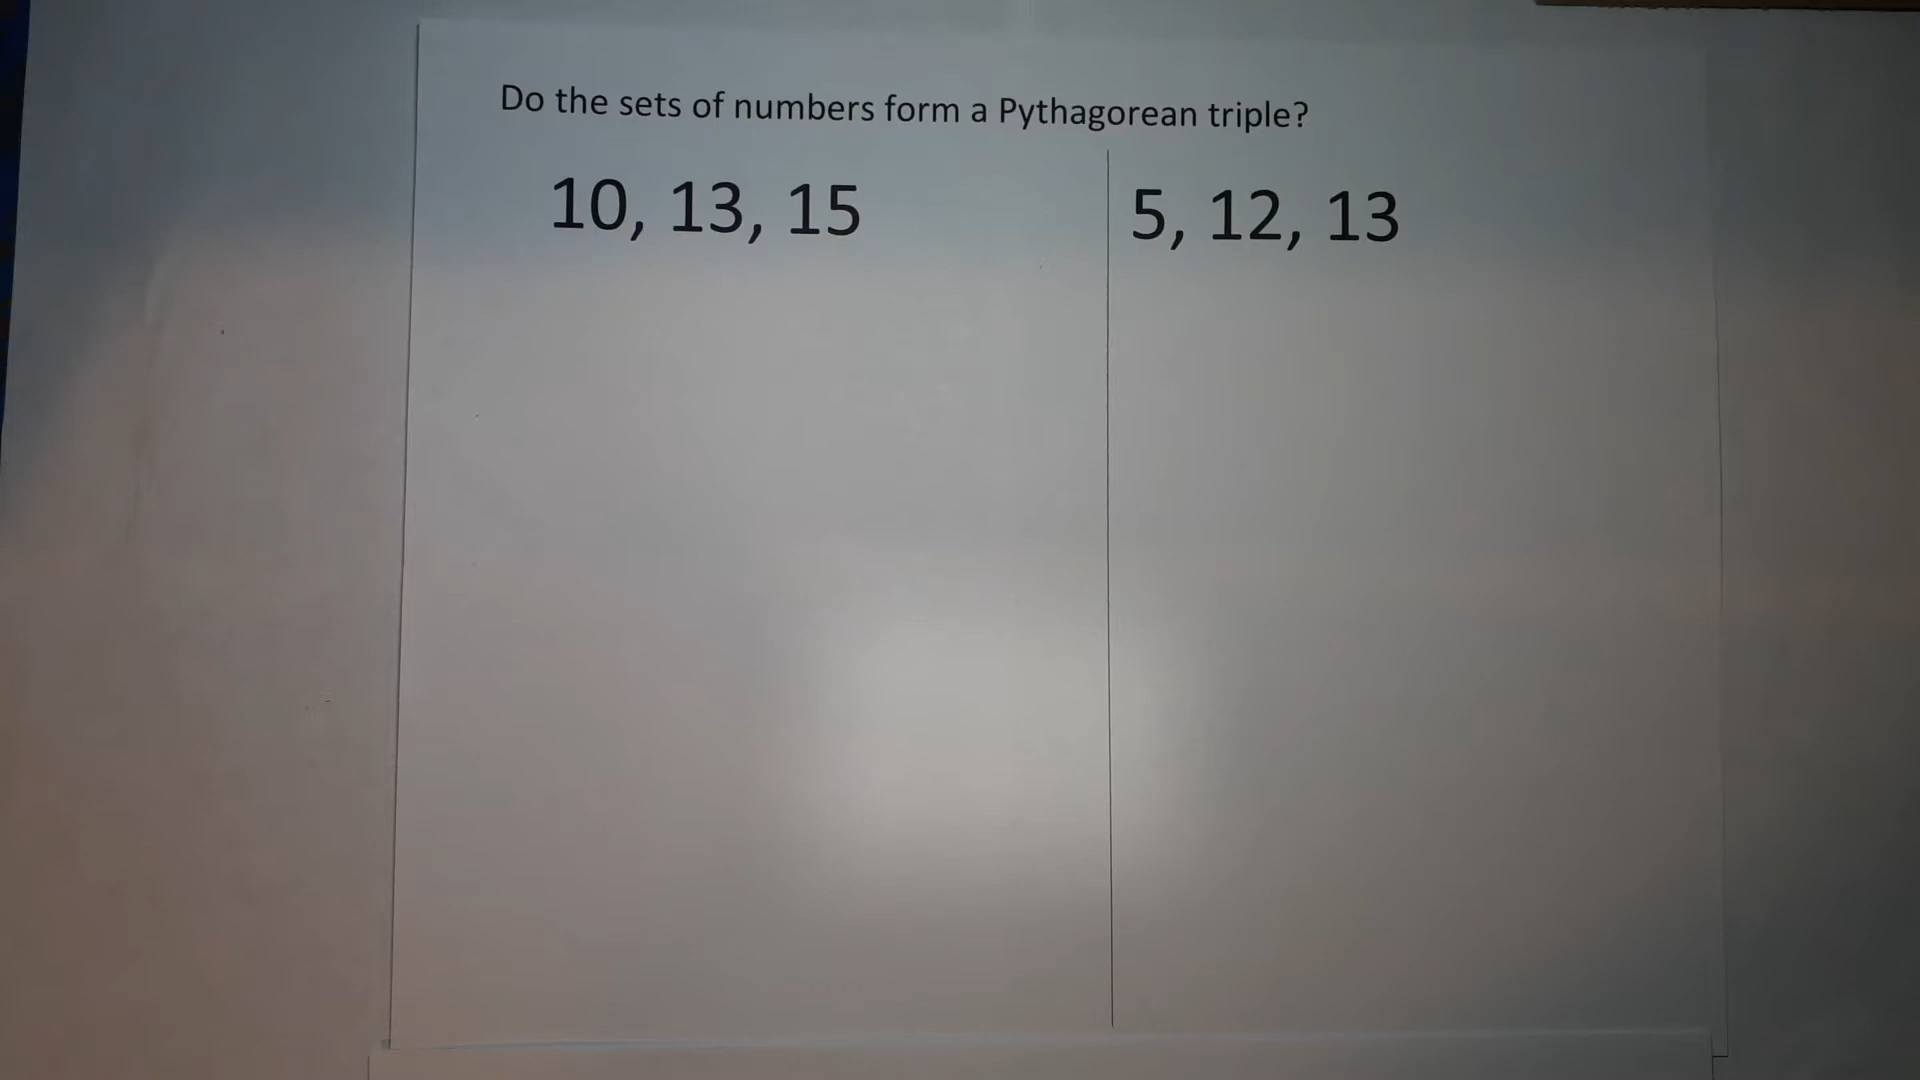 Do the sets of numbers form a Pythagorean triple?
10, 13, 15
5, 12, 13